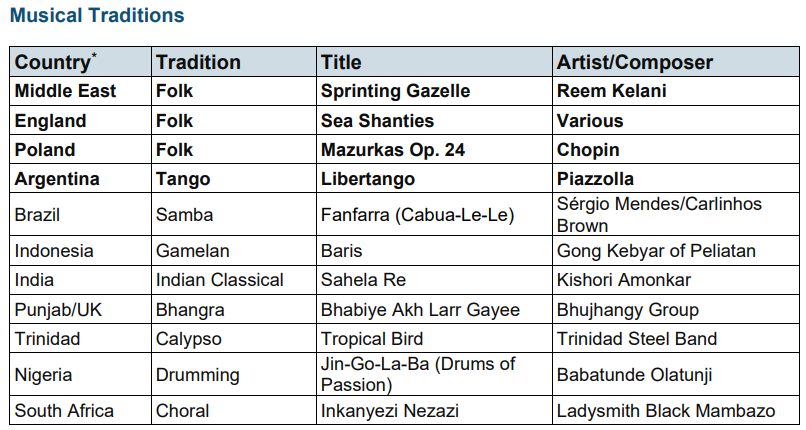 Musical Traditions
Country* Tradition Title Artist/Composer
Middle East Folk Sprinting Gazelle Reem Kelani
England Folk Sea Shanties Various
Poland Folk Mazurkas Op. 24 Chopin
Argentina Tango Libertango Piazzolla
Brazil Samba Fanfarra (Cabua-Le-Le) Sérgio Mendes/Carlinhos
Brown
Indonesia Gamelan Baris Gong Kebyar of Peliatan
India Indian Classical Sahela Re Kishori Amonkar
Punjab/UK Bhangra Bhabiye Akh Larr Gayee Bhujhangy Group
Trinidad Calypso Tropical Bird Trinidad Steel Band
Nigeria Drumming Jin-Go-La-Ba (Drums of
Passion) Babatunde Olatunji
South Africa Choral Inkanyezi Nezazi Ladysmith Black Mambazo